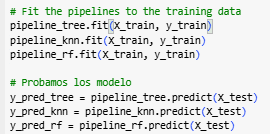 # Fit the pipelines to the training data
pipeline_tree.fit(X_train, y_train)
pipeline_knn.fit(X_train, y_train)
pipeline_rf.fit(X_train, y_train)
# Probamos los modelo
y_pred_tree = pipeline_tree.predict(X_test)
y_pred_knn = pipeline_knn.predict(X_test)
y_pred_rf = pipeline_rf.predict(X_test)